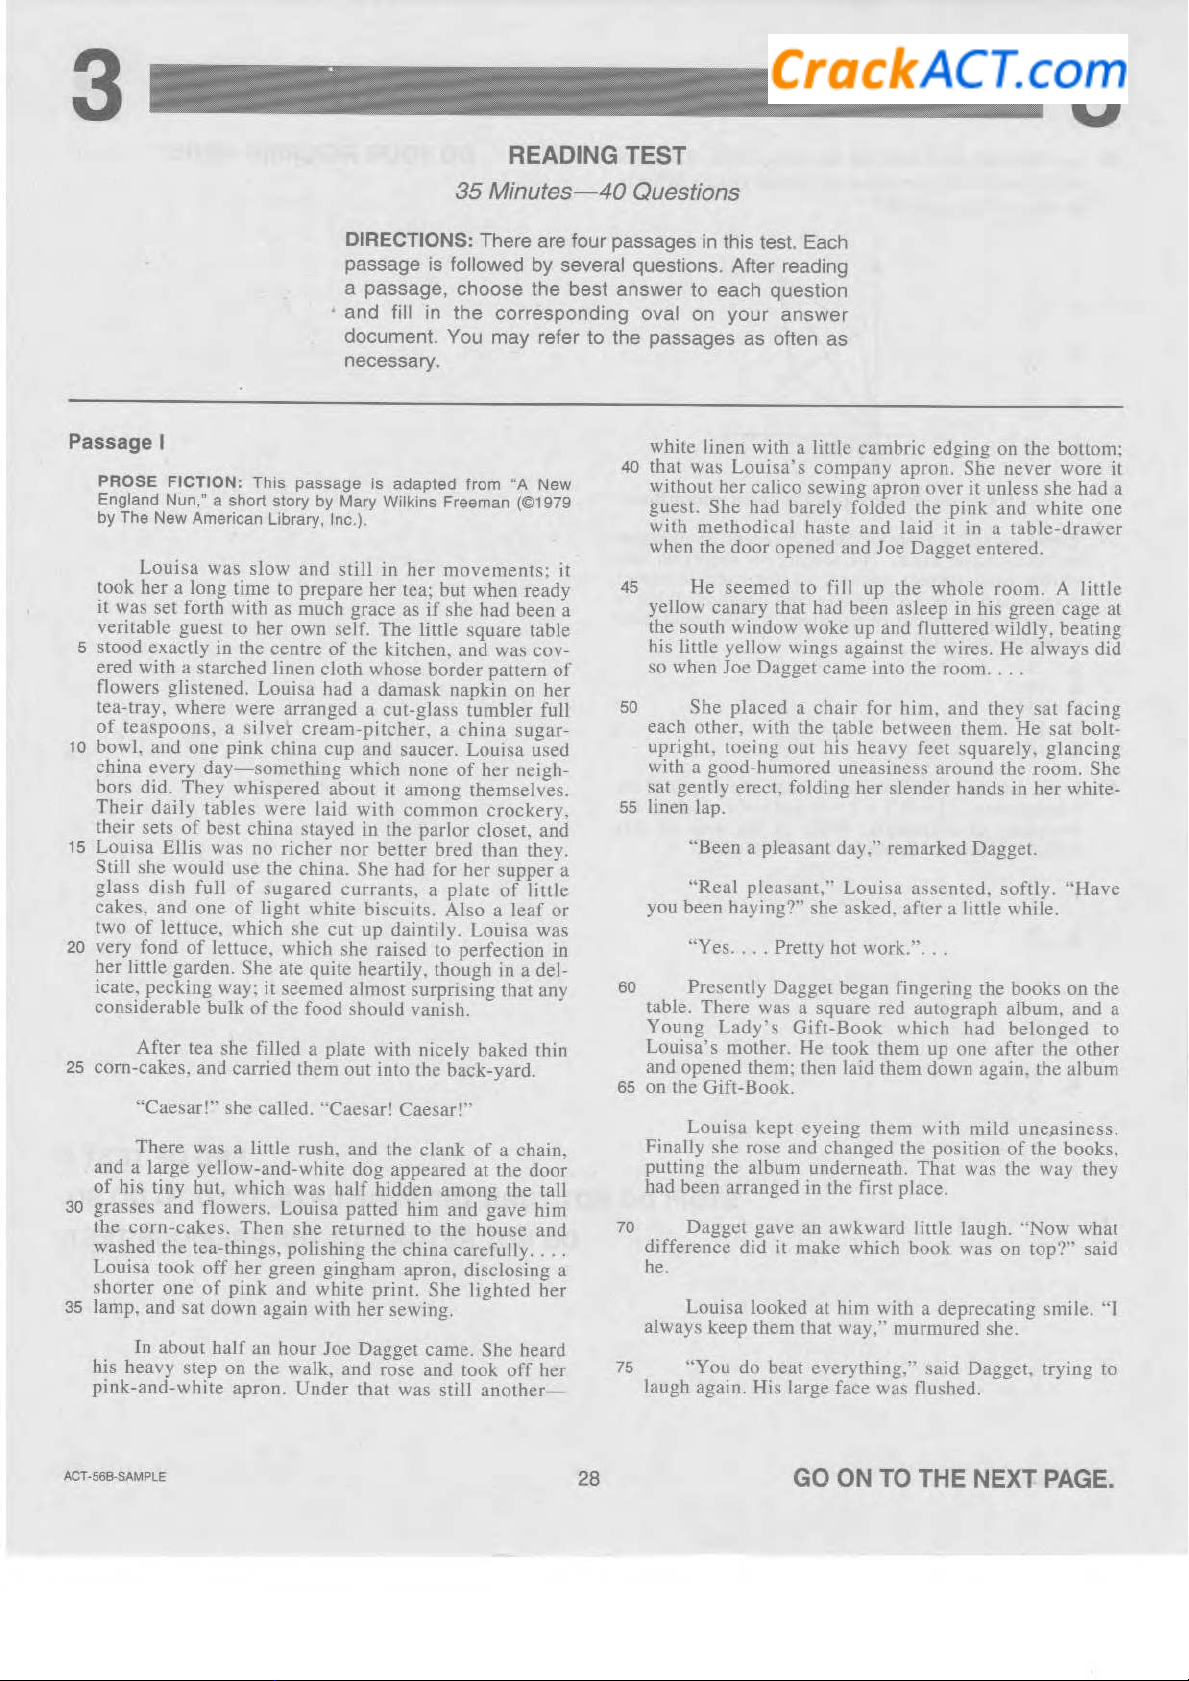 3
CrackACT.com
READING TEST
35 Minutes—40 Questions
DIRECTIONS: There are four passages in this test. Each
passage is followed by several questions. After reading
a passage, choose the best answer to each question
and fill in the corresponding oval on your answer
document. You may refer to the passages as often as
necessary.
Passage I
PROSE FICTION: This passage is adapted from "A New
England Nun," a short story by Mary Wilkins Freeman (©1979
by The New American Library, Inc.).
Louisa was slow and still in her movements; it
took her a long time to prepare her tea; but when ready
it was set forth with as much grace as if she had been a
veritable guest to her own self. The little square table
5 stood exactly in the centre of the kitchen, and was cov-
ered with a starched linen cloth whose border pattern of
flowers glistened. Louisa had a damask napkin on her
tea-tray, where were arranged a cut-glass tumbler full
of teaspoons, a silver cream-pitcher, a china sugar-
10 bowl, and one pink china cup and saucer. Louisa used
china every day—something which none of her neigh-
bors did. They whispered about it among themselves.
Their daily tables were laid with common crockery,
their sets of best china stayed in the parlor closet, and
15 Louisa Ellis was no richer nor better bred than they.
Still she would use the china. She had for her supper a
glass dish full of sugared currants, a plate of little
cakes, and one of light white biscuits. Also a leaf or
two of lettuce, which she cut up daintily. Louisa was
20 very fond of lettuce, which she raised to perfection in
her little garden. She ate quite heartily, though in a del-
icate, pecking way; it seemed almost surprising that any
considerable bulk of the food should vanish.
After tea she filled a plate with nicely baked thin
25 corn-cakes, and carried them out into the back-yard.
"Caesar!" she called. "Caesar! Caesar!"
There was a little rush, and the clank of a chain,
and a large yellow-and-white dog appeared at the door
of his tiny hut, which was half hidden among the tall
30 grasses and flowers. Louisa patted him and gave him
the corn-cakes. Then she returned to the house and
washed the tea-things, polishing the china carefully. . . .
Louisa took off her green gingham apron, disclosing a
shorter one of pink and white print. She lighted her
35 lamp, and sat down again with her sewing.
In about half an hour Joe Dagget came. She heard
his heavy step on the walk, and rose and took off her
pink-and-white apron. Under that was still another—
white linen with a little cambric edging on the bottom;
40 that was Louisa's company apron. She never wore it
without her calico sewing apron over it unless she had a
guest. She had barely folded the pink and white one
with methodical haste and laid it in a table-drawer
when the door opened and Joe Dagget entered.
45 He seemed to fill up the whole room. A little
yellow canary that had been asleep in his green cage at
the south window woke up and fluttered wildly, beating
his little yellow wings against the wires. He always did
so when Joe Dagget came into the room. . . .
50 She placed a chair for him, and they sat facing
each other, with the table between them. He sat bolt-
upright, toeing out his heavy feet squarely, glancing
with a good-humored uneasiness around the room. She
sat gently erect, folding her slender hands in her white-
55 linen lap.
"Been a pleasant day," remarked Dagget.
"Real pleasant," Louisa assented, softly. "Have
you been haying?" she asked, after a little while.
"Yes. . . . Pretty hot work.". . .
60 Presently Dagget began fingering the books on the
table. There was a square red autograph album, and a
Young Lady's Gift-Book which had belonged to
Louisa's mother. He took them up one after the other
and opened them; then laid them down again, the album
65 on the Gift-Book.
Louisa kept eyeing them with mild uneasiness.
Finally she rose and changed the position of the books,
putting the album underneath. That was the way they
had been arranged in the first place.
70 Dagget gave an awkward little laugh. "Now what
difference did it make which book was on top?" said
he.
Louisa looked at him with a deprecating smile. "I
always keep them that way," murmured she.
75 "You do beat everything," said Dagget, trying to
laugh again. His large face was flushed.
ACT-56B-SAMPLE
28
GO ON TO THE NEXT PAGE.